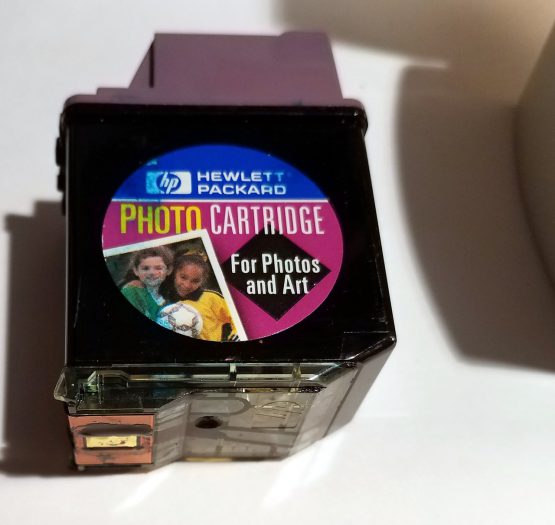 hp HEWLETT
PACKARD
PHOTO CARTRIDGE
For Photos
and Art